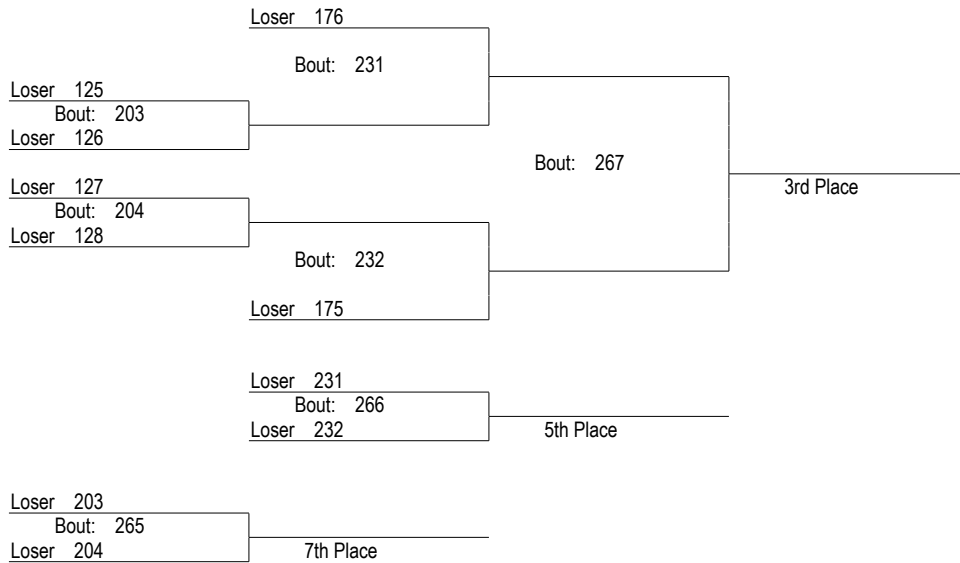 Loser 176
Bout: 231
Loser 125
Bout: 203
Loser 126
Bout: 267
Loser 127
3rd Place
Bout: 204
Loser 128
Bout: 232
Loser 175
Loser 231
Bout: 266
Loser 232
5th Place
Loser 203
Bout: 265
Loser 204
7th Place